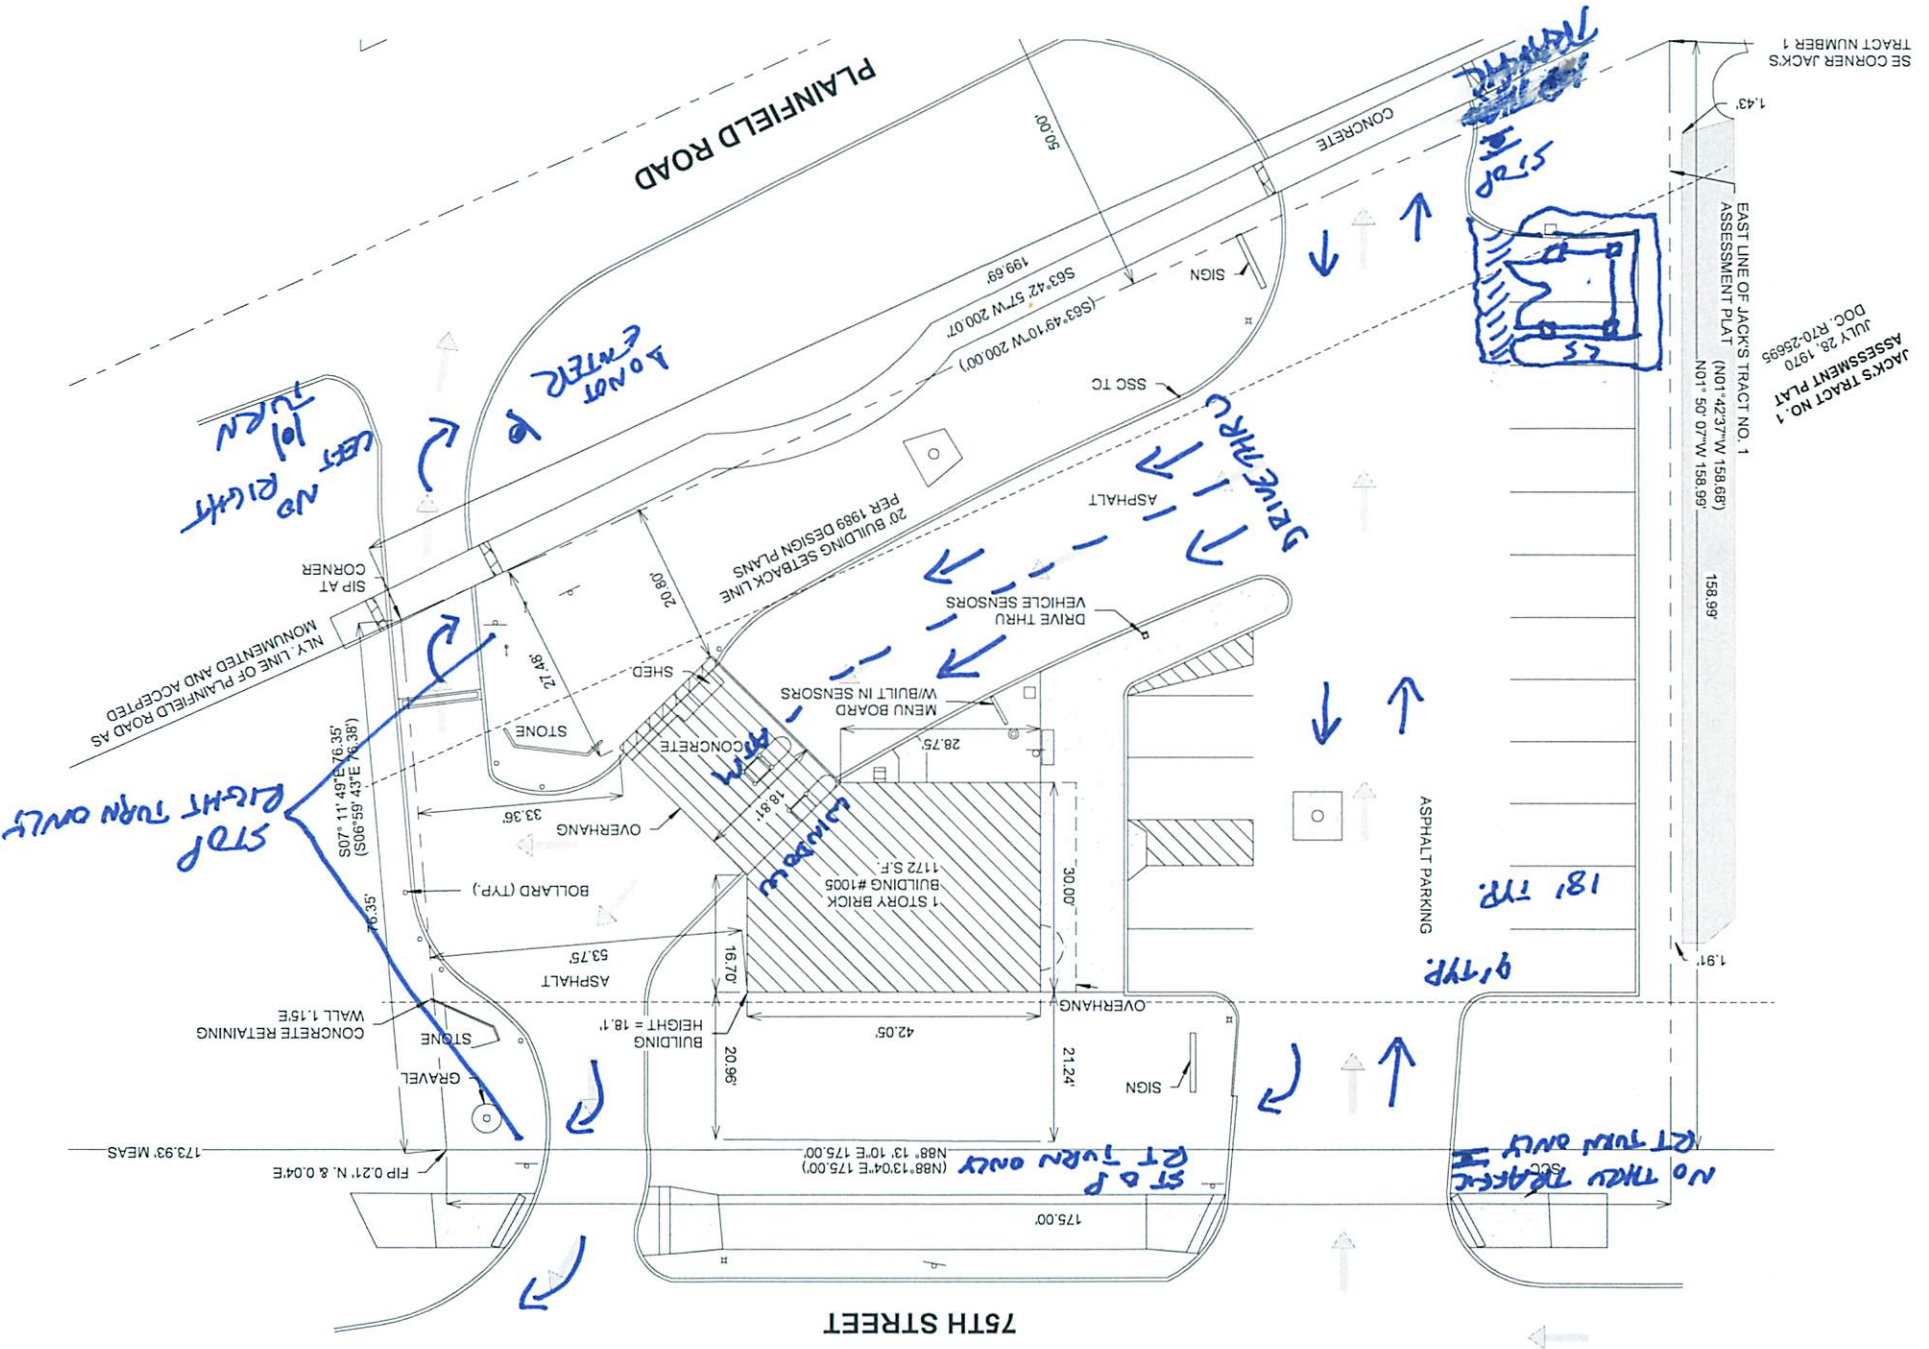 75TH STREET
175.00'
NO THRU TRAFFIC
RT TURN ONLY
SCC
STOP
RT TURN ONLY
(N88°13'04"E 175.00')
N88° 13' 10"E 175.00'
FIP 0.21' N. & 0.04'E
173.93' MEAS
SIGN
21.24'
20.96'
42.05'
BUILDING
HEIGHT = 18.1'
GRAVEL
STONE
CONCRETE RETAINING
WALL 1.15'E
OVERHANG
ASPHALT
53.75'
16.70'
76.35'
1.91'
9' TYP.
18' TYP.
ASPHALT PARKING
30.00'
1 STORY BRICK
BUILDING #1005
1172 S.F.
BOLLARD (TYP.)
WINDOW
OVERHANG
18.81'
33.36'
STOP
RIGHT TURN ONLY
S07° 11' 49"E 76.35'
(S06°59' 43"E 76.38')
28.75'
CONCRETE
ATM
STONE
MENU BOARD
W/BUILT IN SENSORS
SHED
27.46'
NLY. LINE OF PLAINFIELD ROAD AS
MONUMENTED AND ACCEPTED
DRIVE THRU
VEHICLE SENSORS
20.80'
SIP AT
CORNER
158.99'
20' BUILDING SETBACK LINE
PER 1989 DESIGN PLANS
ASPHALT
DRIVE THRU
NO RIGHT
LEFT
TURN
EAST LINE OF JACK'S TRACT NO. 1
ASSESSMENT PLAT
(N01°42'37"W 158.68')
N01° 50' 07"W 158.99'
JACK'S TRACT NO. 1
ASSESSMENT PLAT
JULY 28, 1970
DOC. R70-25695
SSC TC
LS
DO NOT
ENTER
(S63°49'10"W 200.00')
S63°42' 57"W 200.07'
199.69'
SIGN
STOP
50.00'
CONCRETE
PLAINFIELD ROAD
TRAFFIC
1.43'
SE CORNER JACK'S
TRACT NUMBER 1